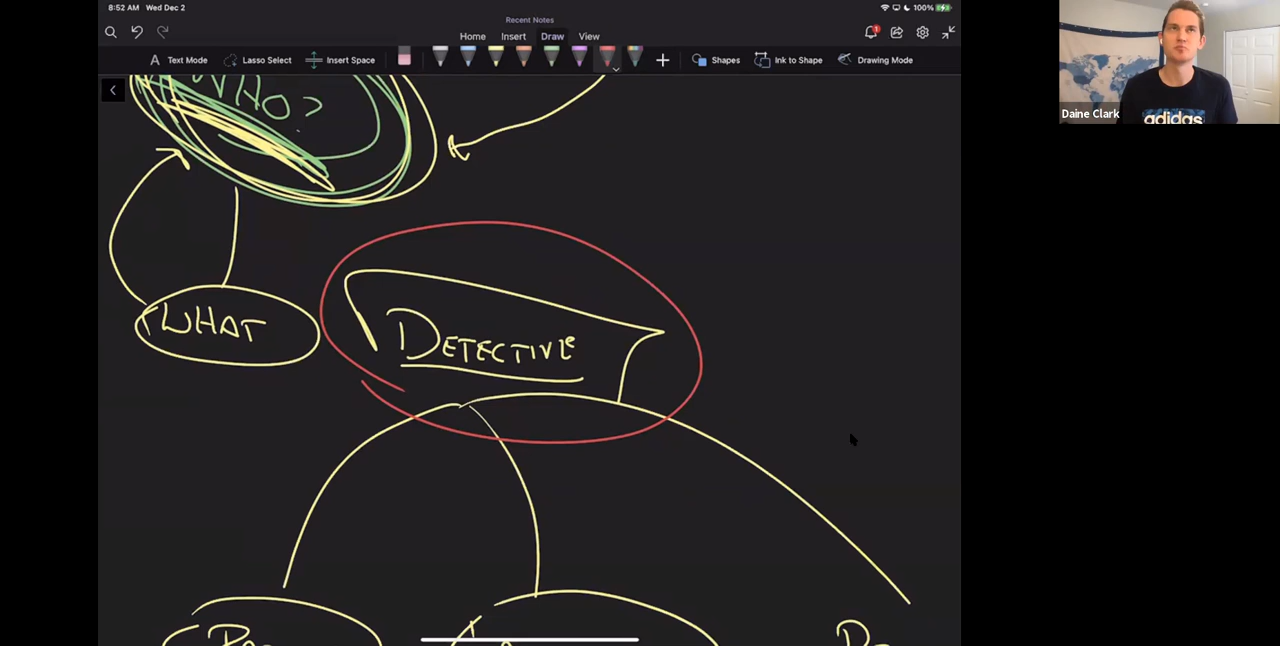 8:52 AM Wed Dec 2
100%
Recent Notes
Home Insert Draw View
1
Text Mode Lasso Select Insert Space Shapes Ink to Shape Drawing Mode
WHO?
WHAT
DETECTIVE
Daine Clark
adidas